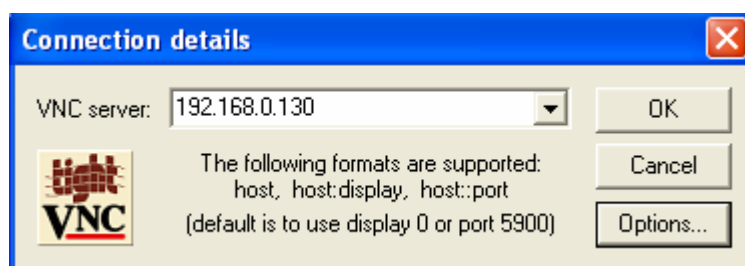 Connection details
VNC server: 192.168.0.130
OK
The following formats are supported:
host, host:display, host::port
(default is to use display 0 or port 5900)
Cancel
Options...
tight
VNC